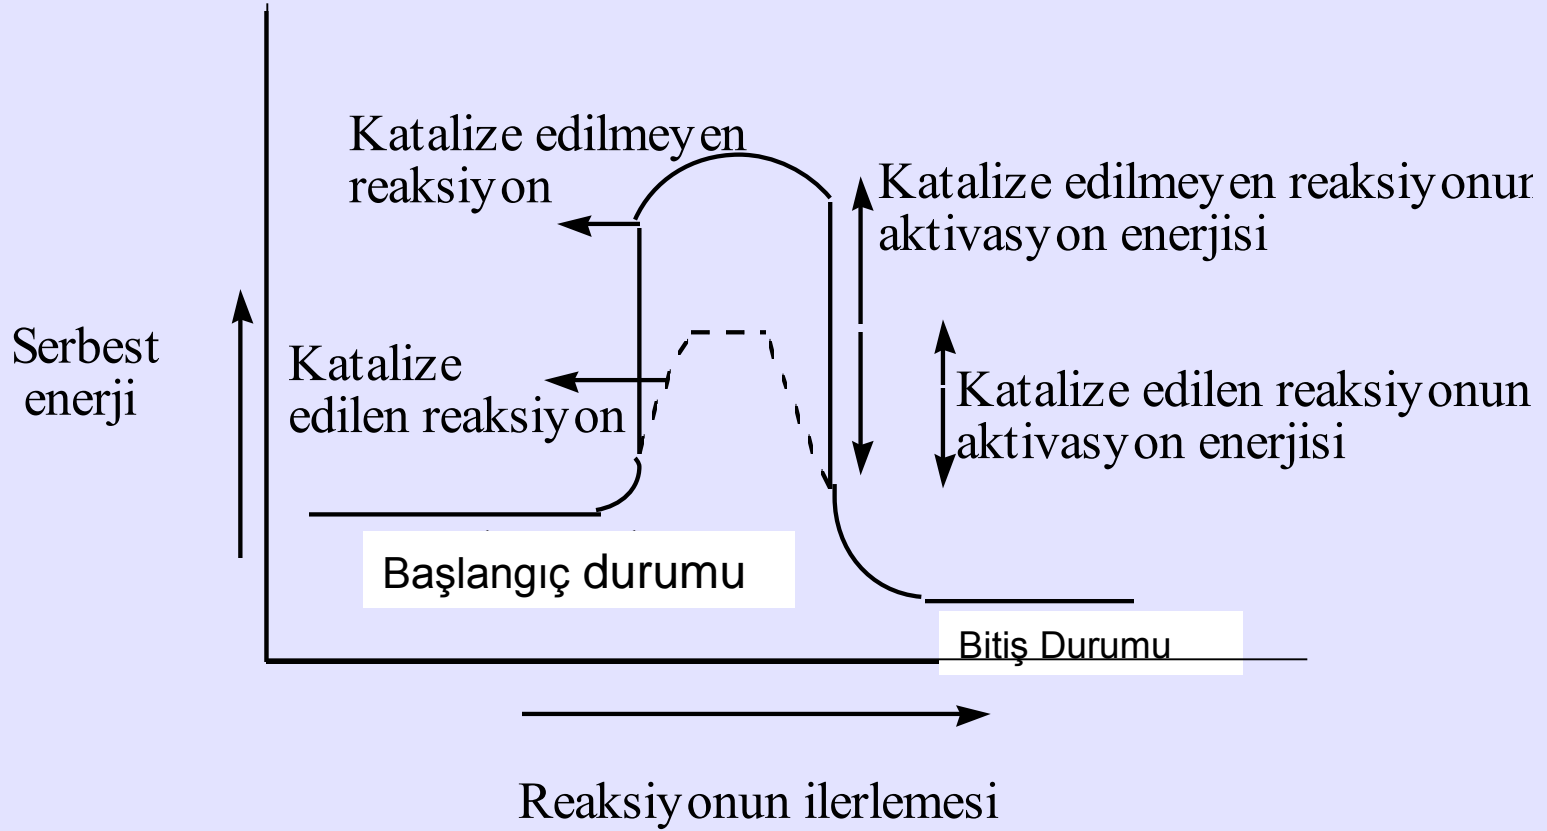 Katalize edilmeyen
reaksiyon
Katalize edilmeyen reaksiyonun
aktivasyon enerjisi
Serbest
enerji
Katalize
edilen reaksiyon
Katalize edilen reaksiyonun
aktivasyon enerjisi
Başlangıç durumu
Bitiş Durumu
Reaksiyonun ilerlemesi